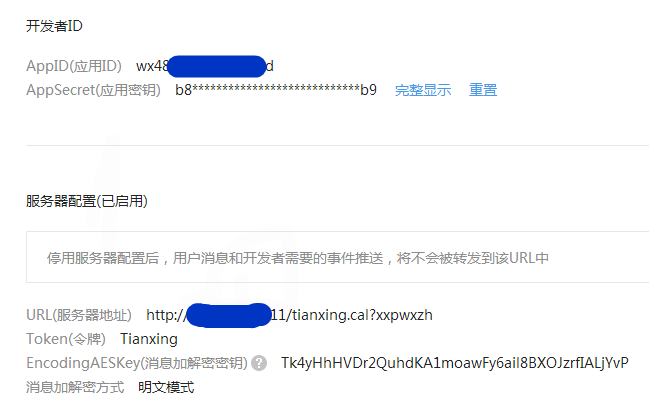 开发者ID
AppID(应用ID) wx48 d
AppSecret(应用密钥) b8****************************b9 完整显示 重置
服务器配置(已启用)
停用服务器配置后，用户消息和开发者需要的事件推送，将不会被转发到该URL中
URL(服务器地址) http:/ 11/tianxing.cal?xxpwxzh
Token(令牌) Tianxing
EncodingAESKey(消息加解密密钥) ? Tk4yHhHVDr2QuhdKA1moawFy6ail8BXOJzrfIALjYvP
消息加解密方式 明文模式